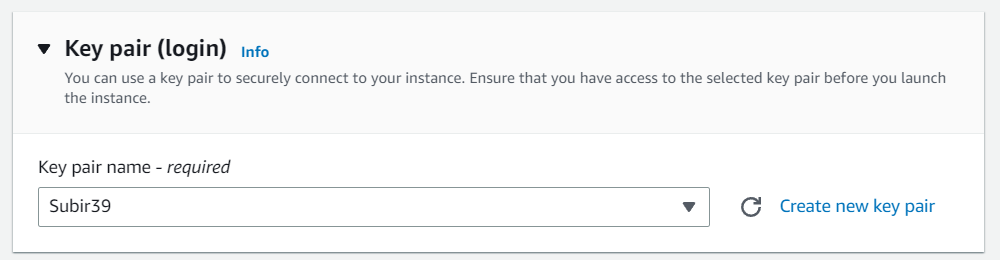 Key pair (login) Info
You can use a key pair to securely connect to your instance. Ensure that you have access to the selected key pair before you launch
the instance.
Key pair name - required
Subir39
Create new key pair